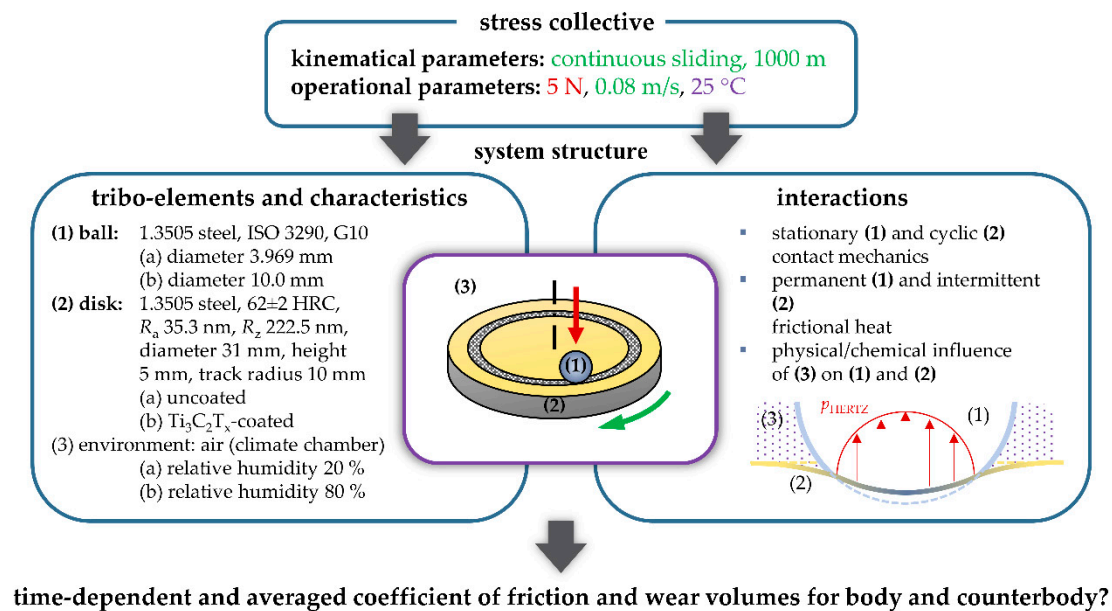 stress collective
kinematical parameters: continuous sliding, 1000 m
operational parameters: 5 N, 0.08 m/s, 25 °C
system structure
tribo-elements and characteristics
(1) ball: 1.3505 steel, ISO 3290, G10
(a) diameter 3.969 mm
(b) diameter 10.0 mm
(2) disk: 1.3505 steel, 62±2 HRC,
Ra 35.3 nm, Rz 222.5 nm,
diameter 31 mm, height
5 mm, track radius 10 mm
(a) uncoated
(b) Ti3C2Tx-coated
(3) environment: air (climate chamber)
(a) relative humidity 20 %
(b) relative humidity 80 %
(3)
(1)
(2)
interactions
▪ stationary (1) and cyclic (2)
contact mechanics
▪ permanent (1) and intermittent
(2)
frictional heat
▪ physical/chemical influence
of (3) on (1) and (2)
(3)
pHERTZ
(1)
(2)
time-dependent and averaged coefficient of friction and wear volumes for body and counterbody?